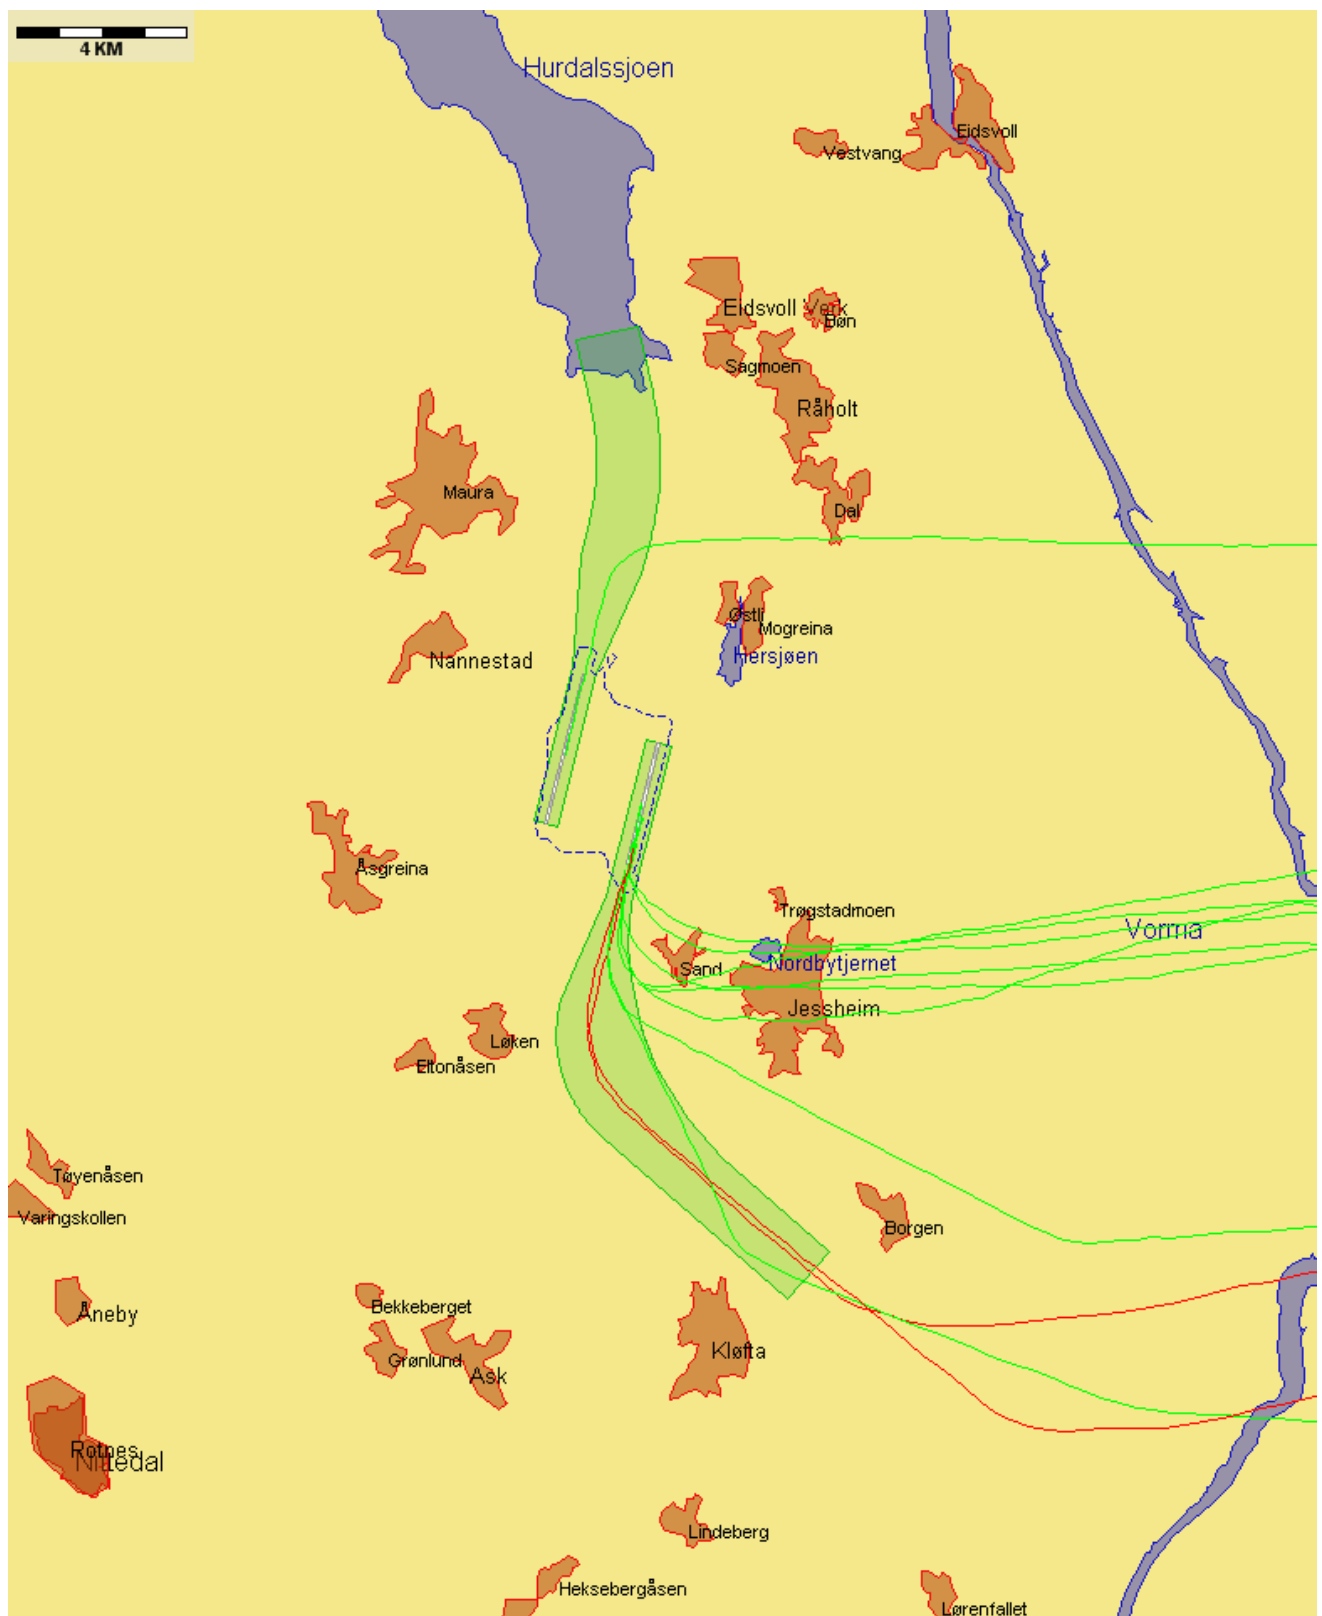 4 KM
Hurdalssjoen
Eidsvoll
Vestvang
Eidsvoll Verk
Bøn
Sagmoen
Råholt
Maura
Dal
Østli
Mogreina
Hersjøen
Nannestad
Åsgreina
Trøgstadmoen
Vorma
Nordbytjernet
Sand
Jessheim
Løken
Eltonåsen
Tøyenåsen
Varingskollen
Borgen
Åneby
Bekkeberget
Grønlund
Ask
Kløfta
Rotnes
Nittedal
Lindeberg
Heksebergåsen
Lørenfallet